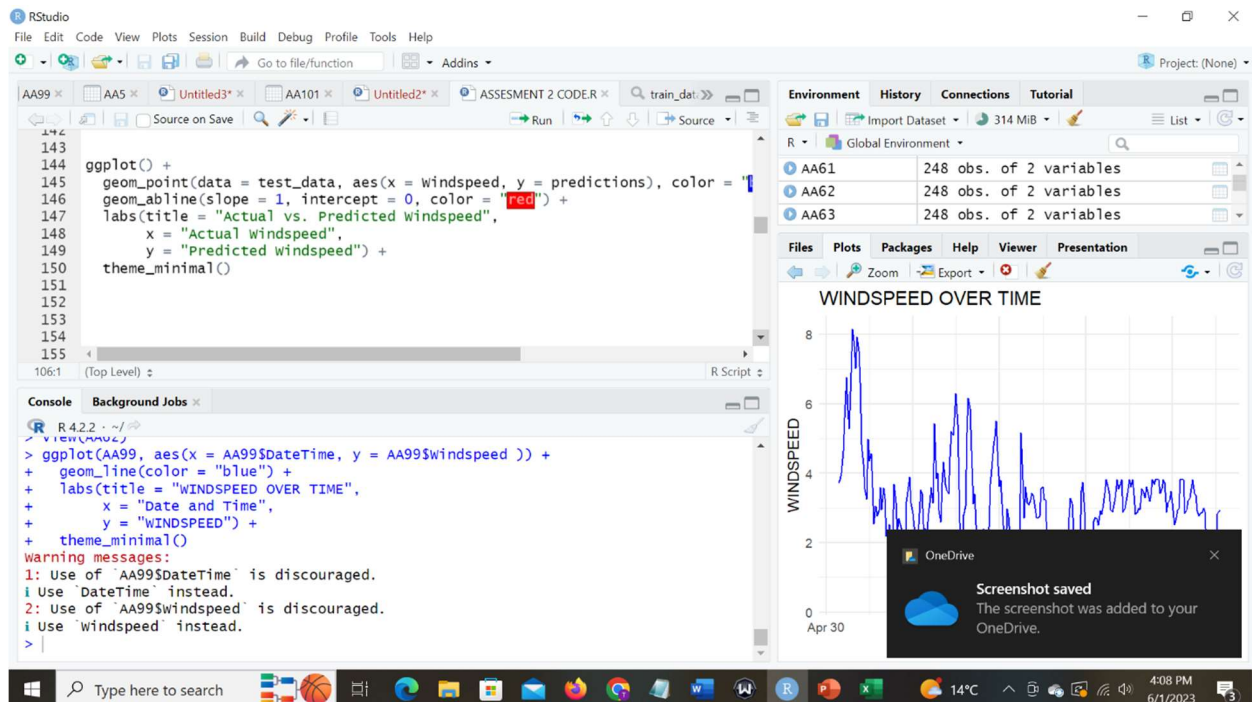 RStudio
File Edit Code View Plots Session Build Debug Profile Tools Help
Go to file/function
Addins
Project: (None)
AA99
AA5
Untitled3*
AA101
Untitled2*
ASSESMENT 2 CODE.R
train_dat
Source on Save
Run
Source
142
143
144 ggplot() +
145 geom_point(data = test_data, aes(x = Windspeed, y = predictions), color = "
146 geom_abline(slope = 1, intercept = 0, color = "red") +
147 labs(title = "Actual vs. Predicted Windspeed",
148 x = "Actual Windspeed",
149 y = "Predicted Windspeed") +
150 theme_minimal()
151
152
153
154
155
106:1 (Top Level) R Script
Console Background Jobs
R 4.2.2 · ~/
> View(AA62)
> ggplot(AA99, aes(x = AA99$DateTime, y = AA99$Windspeed )) +
+ geom_line(color = "blue") +
+ labs(title = "WINDSPEED OVER TIME",
+ x = "Date and Time",
+ y = "WINDSPEED") +
+ theme_minimal()
Warning messages:
1: Use of `AA99$DateTime` is discouraged.
ℹ Use `DateTime` instead.
2: Use of `AA99$Windspeed` is discouraged.
ℹ Use `Windspeed` instead.
>
Environment History Connections Tutorial
Import Dataset 314 MiB List
R Global Environment
AA61 248 obs. of 2 variables
AA62 248 obs. of 2 variables
AA63 248 obs. of 2 variables
Files Plots Packages Help Viewer Presentation
Zoom Export
WINDSPEED OVER TIME
WINDSPEED
8
6
4
2
0
Apr 30
OneDrive
Screenshot saved
The screenshot was added to your
OneDrive.
Type here to search
14°C
4:08 PM
6/1/2023
3